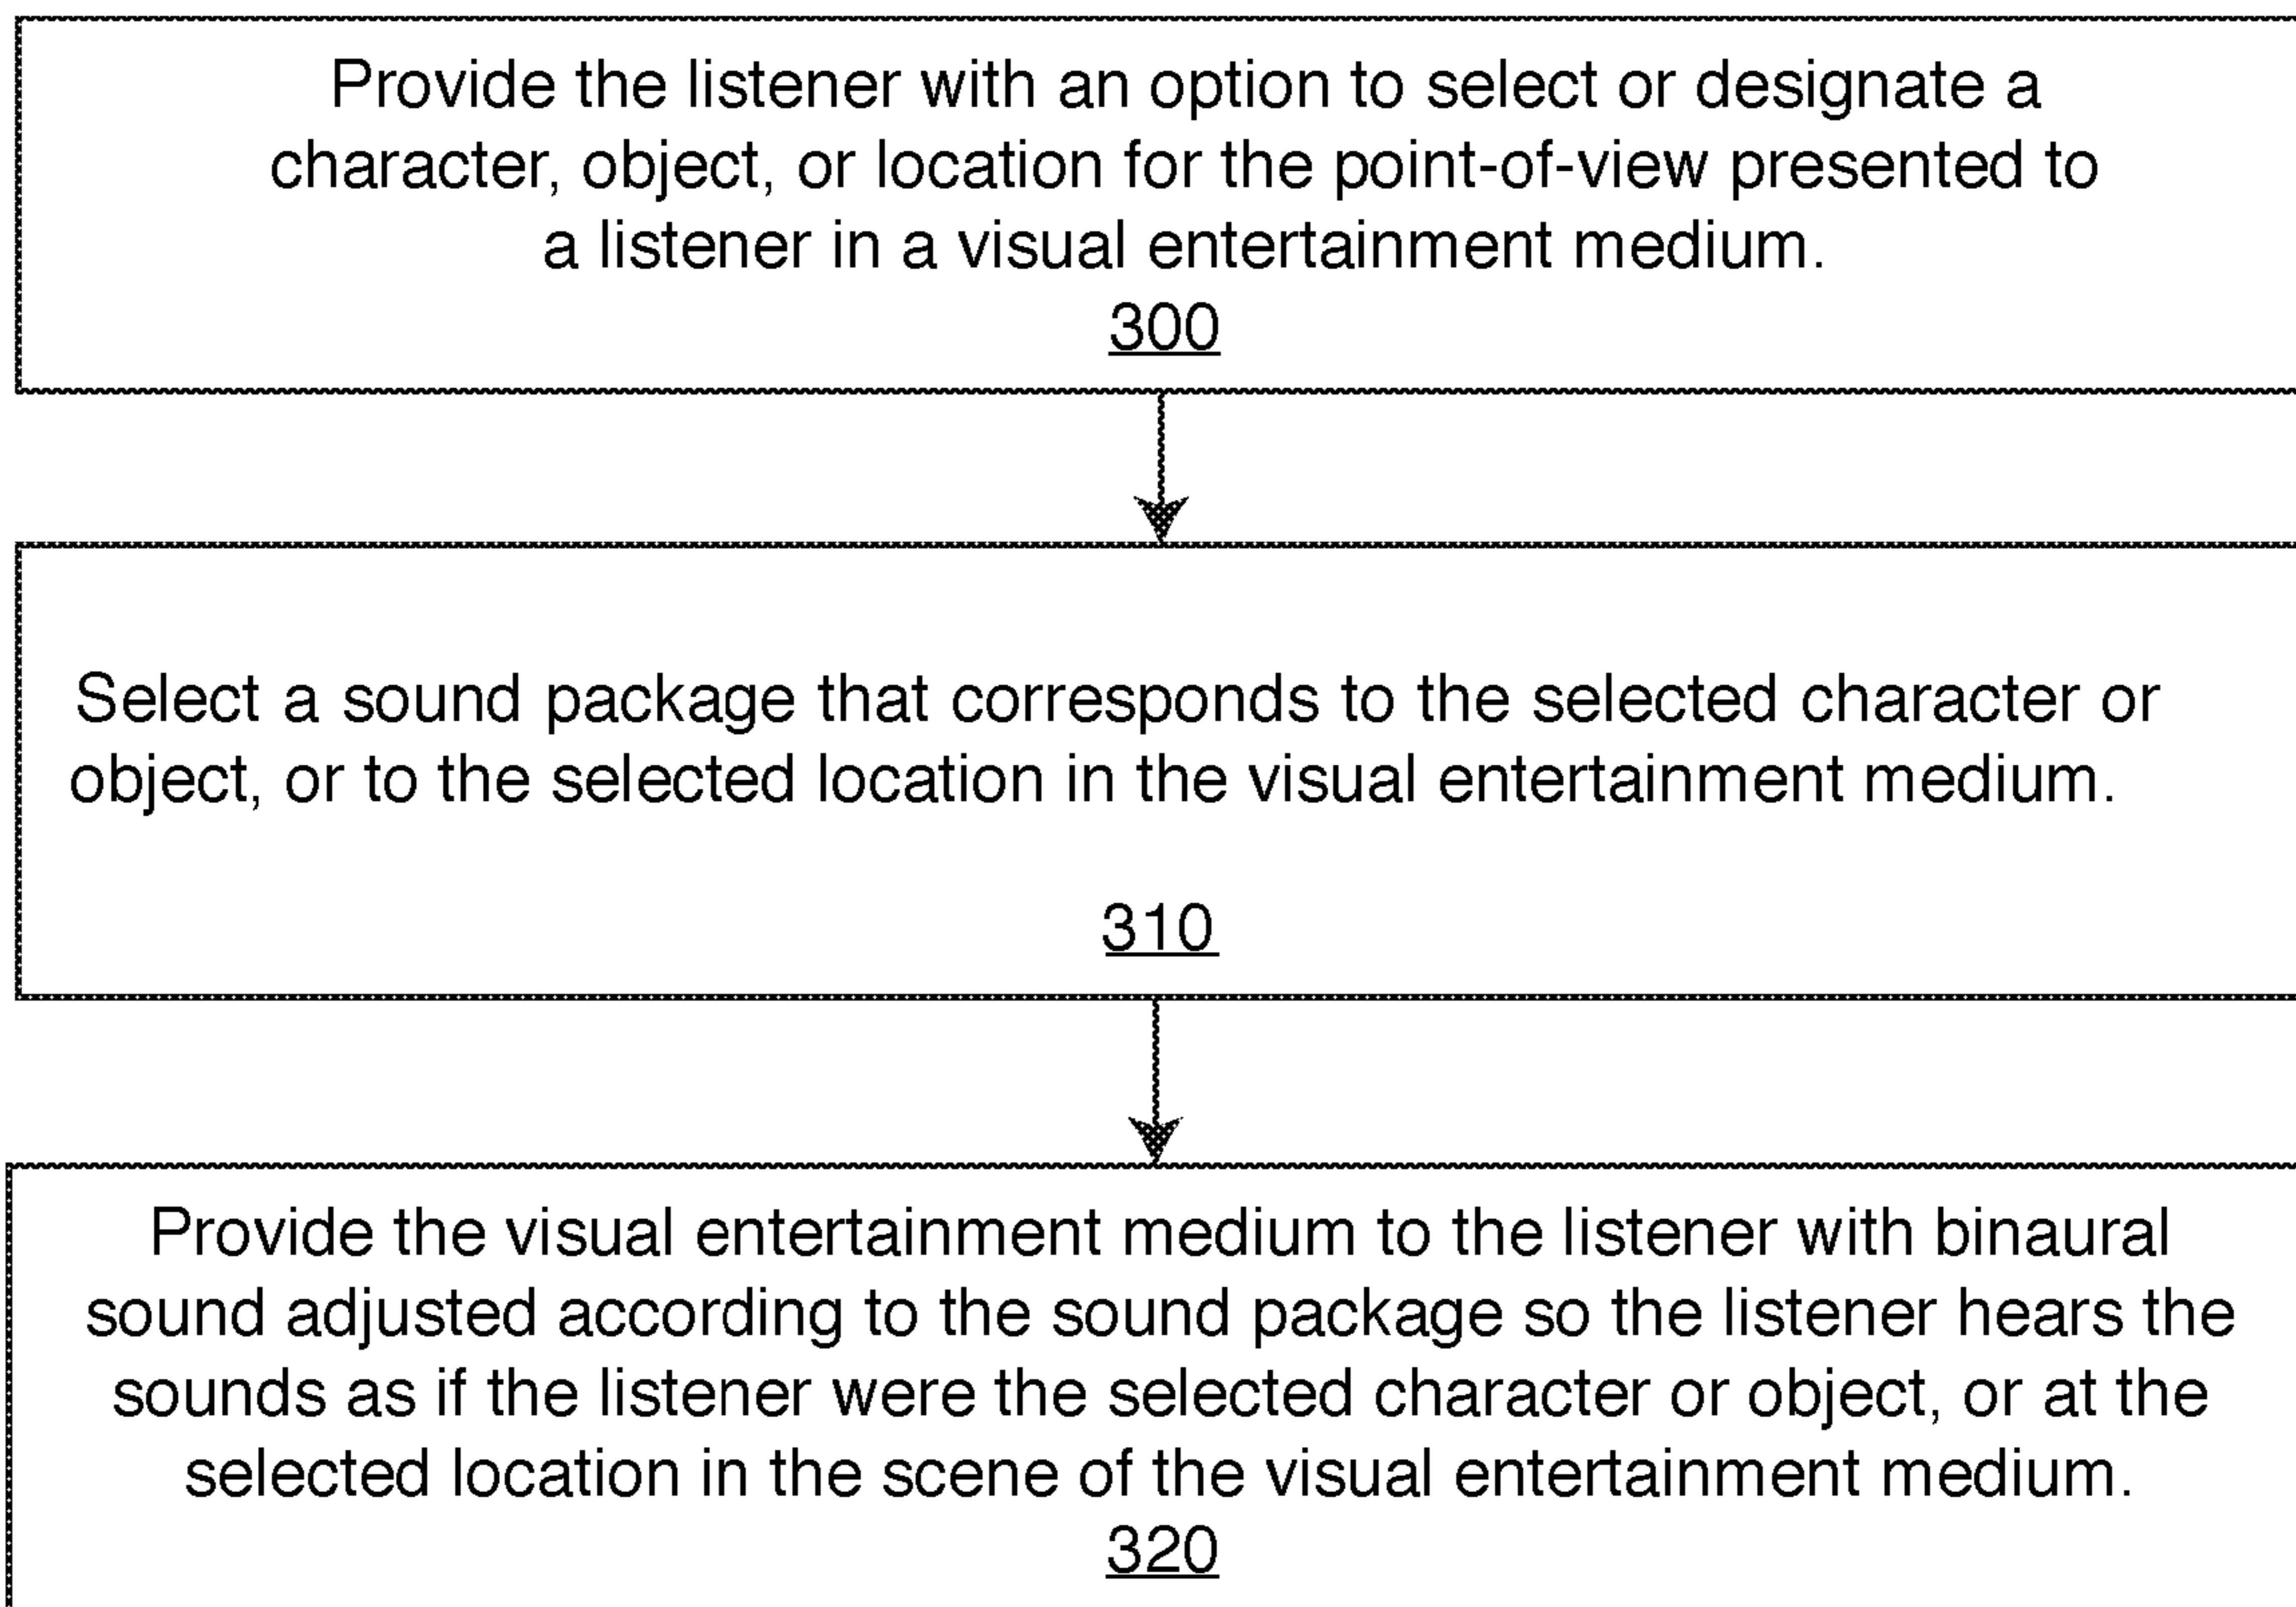 Provide the listener with an option to select or designate a
character, object, or location for the point-of-view presented to
a listener in a visual entertainment medium.
300
Select a sound package that corresponds to the selected character or
object, or to the selected location in the visual entertainment medium.
310
Provide the visual entertainment medium to the listener with binaural
sound adjusted according to the sound package so the listener hears the
sounds as if the listener were the selected character or object, or at the
selected location in the scene of the visual entertainment medium.
320